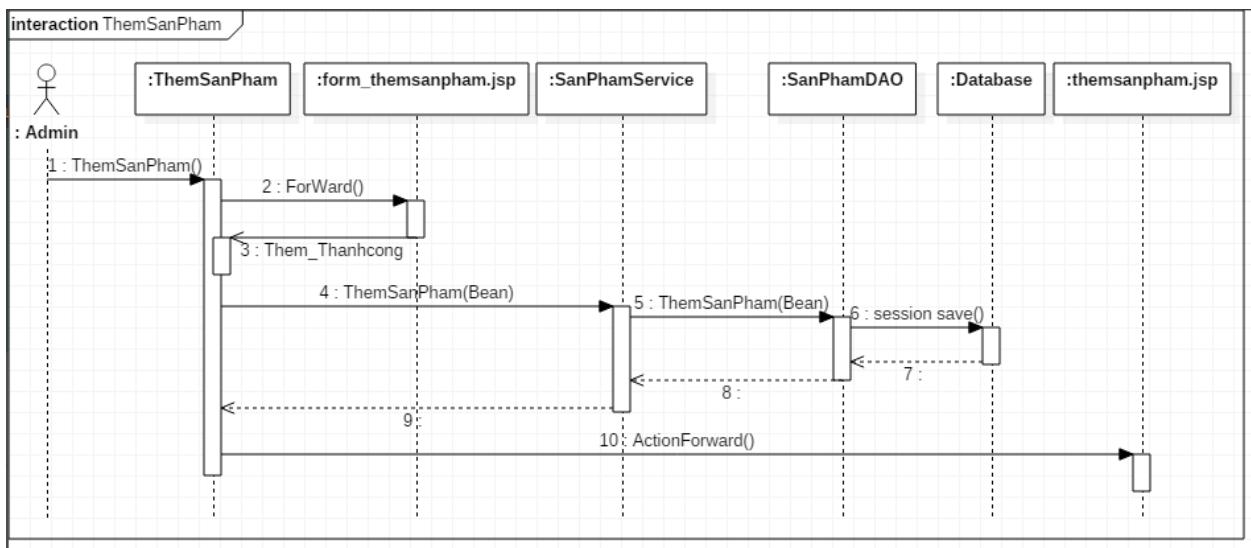 interaction ThemSanPham
: Admin
:ThemSanPham
:form_themsanpham.jsp
:SanPhamService
:SanPhamDAO
:Database
:themsanpham.jsp
1 : ThemSanPham()
2 : ForWard()
3 : Them_Thanhcong
4 : ThemSanPham(Bean)
5 : ThemSanPham(Bean)
6 : session save()
7 :
8 :
9 :
10 : ActionForward()